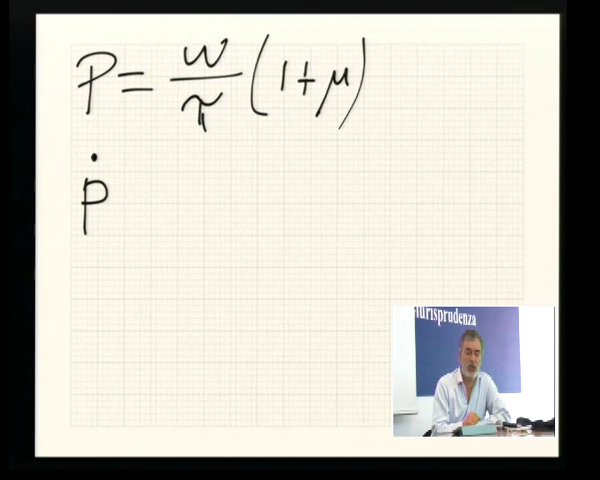 P = w/π (1+μ)
ṗ
iurisprudenza